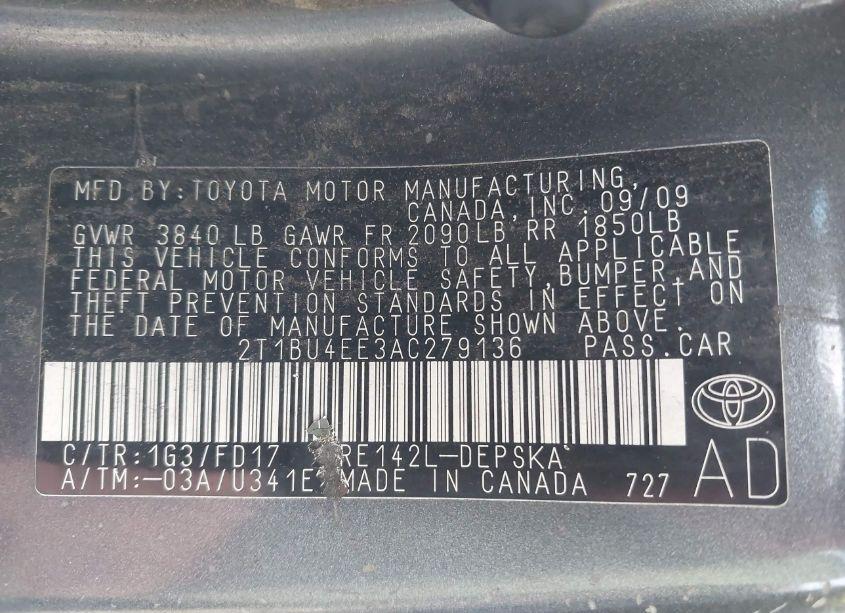 MFD. BY: TOYOTA MOTOR MANUFACTURING,
CANADA, INC. 09/09
GVWR 3840 LB GAWR FR 2090LB RR 1850LB
THIS VEHICLE CONFORMS TO ALL APPLICABLE
FEDERAL MOTOR VEHICLE SAFETY, BUMPER AND
THEFT PREVENTION STANDARDS IN EFFECT ON
THE DATE OF MANUFACTURE SHOWN ABOVE.
2T1BU4EE3AC279136 PASS.CAR
C/TR:1G3/FD17 RE142L-DEPSKA
A/TM:-03A/U341E MADE IN CANADA 727
AD